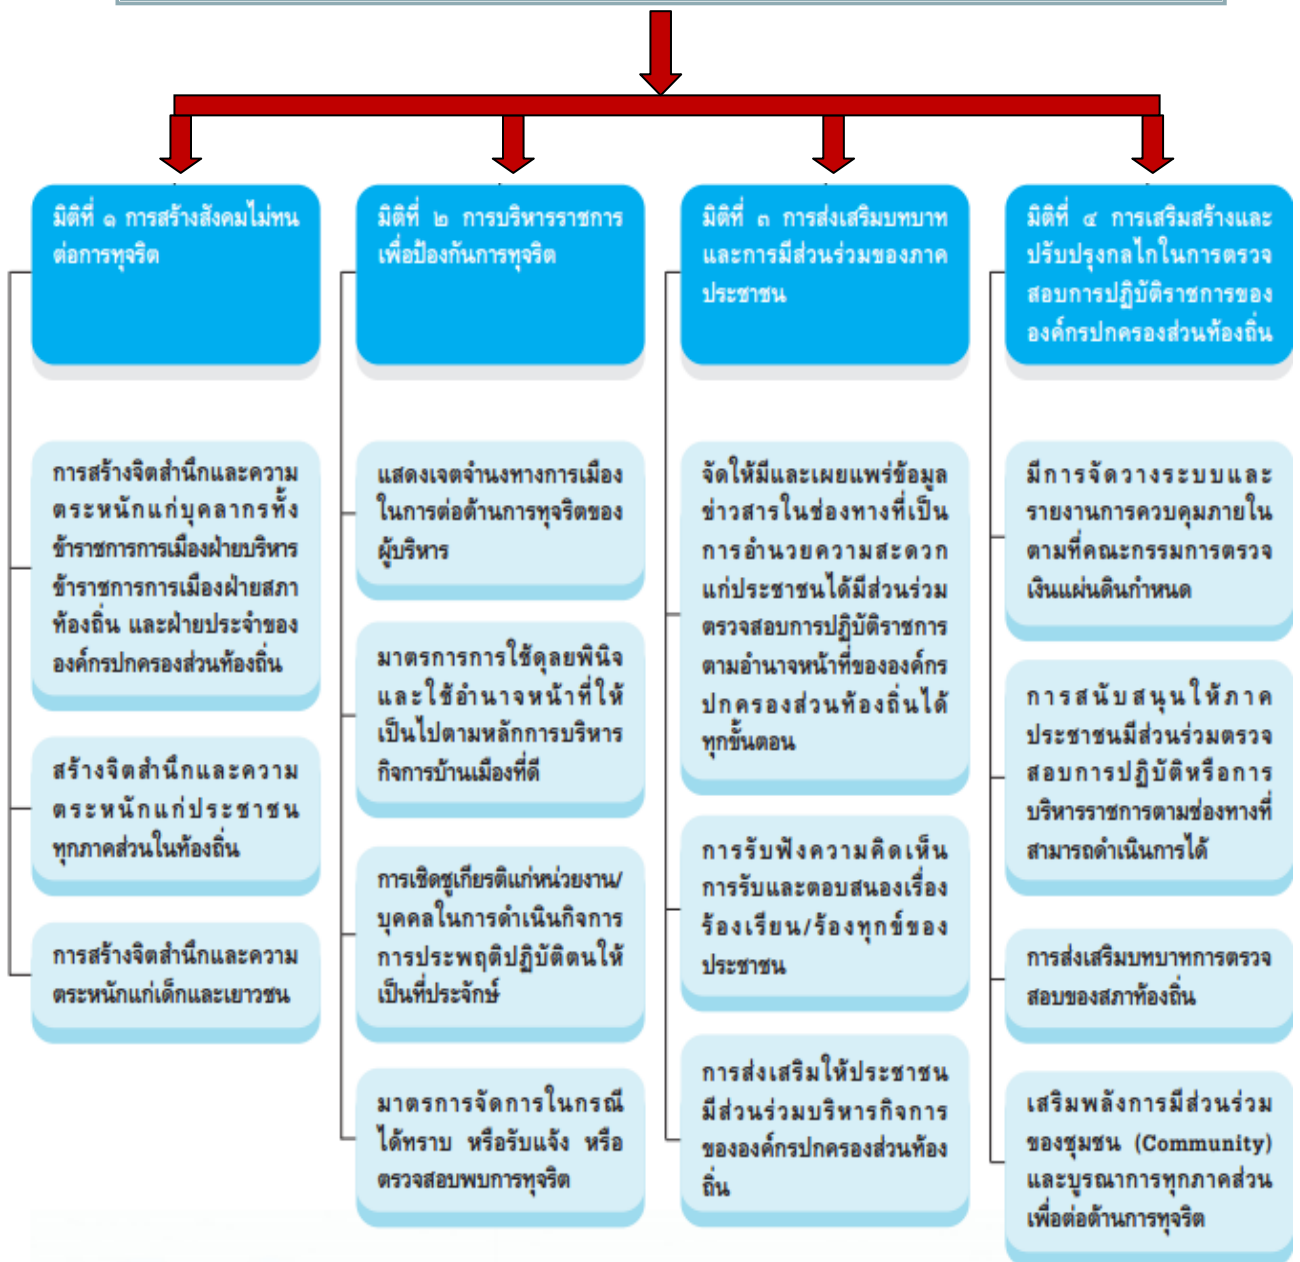 มิติที่ ๑ การสร้างสังคมไม่ทน
ต่อการทุจริต
การสร้างจิตสำนึกและความ
ตระหนักแก่บุคลากรทั้ง
ข้าราชการการเมืองฝ่ายบริหาร
ข้าราชการการเมืองฝ่ายสภา
ท้องถิ่น และฝ่ายประจำของ
องค์กรปกครองส่วนท้องถิ่น
สร้างจิตสำนึกและความ
ตระหนักแก่ประชาชน
ทุกภาคส่วนในท้องถิ่น
การสร้างจิตสำนึกและความ
ตระหนักแก่เด็กและเยาวชน
มิติที่ ๒ การบริหารราชการ
เพื่อป้องกันการทุจริต
แสดงเจตจำนงทางการเมือง
ในการต่อต้านการทุจริตของ
ผู้บริหาร
มาตรการการใช้ดุลยพินิจ
และใช้อำนาจหน้าที่ให้
เป็นไปตามหลักการบริหาร
กิจการบ้านเมืองที่ดี
การเชิดชูเกียรติแก่หน่วยงาน/
บุคคลในการดำเนินกิจการ
การประพฤติปฏิบัติตนให้
เป็นที่ประจักษ์
มาตรการจัดการในกรณี
ได้ทราบ หรือรับแจ้ง หรือ
ตรวจสอบพบการทุจริต
มิติที่ ๓ การส่งเสริมบทบาท
และการมีส่วนร่วมของภาค
ประชาชน
จัดให้มีและเผยแพร่ข้อมูล
ข่าวสารในช่องทางที่เป็น
การอำนวยความสะดวก
แก่ประชาชนได้มีส่วนร่วม
ตรวจสอบการปฏิบัติราชการ
ตามอำนาจหน้าที่ขององค์กร
ปกครองส่วนท้องถิ่นได้
ทุกขั้นตอน
การรับฟังความคิดเห็น
การรับและตอบสนองเรื่อง
ร้องเรียน/ร้องทุกข์ของ
ประชาชน
การส่งเสริมให้ประชาชน
มีส่วนร่วมบริหารกิจการ
ขององค์กรปกครองส่วนท้อง
ถิ่น
มิติที่ ๔ การเสริมสร้างและ
ปรับปรุงกลไกในการตรวจ
สอบการปฏิบัติราชการของ
องค์กรปกครองส่วนท้องถิ่น
มีการจัดวางระบบและ
รายงานการควบคุมภายใน
ตามที่คณะกรรมการตรวจ
เงินแผ่นดินกำหนด
การสนับสนุนให้ภาค
ประชาชนมีส่วนร่วมตรวจ
สอบการปฏิบัติหรือการ
บริหารราชการตามช่องทางที่
สามารถดำเนินการได้
การส่งเสริมบทบาทการตรวจ
สอบของสภาท้องถิ่น
เสริมพลังการมีส่วนร่วม
ของชุมชน (Community)
และบูรณาการทุกภาคส่วน
เพื่อต่อต้านการทุจริต